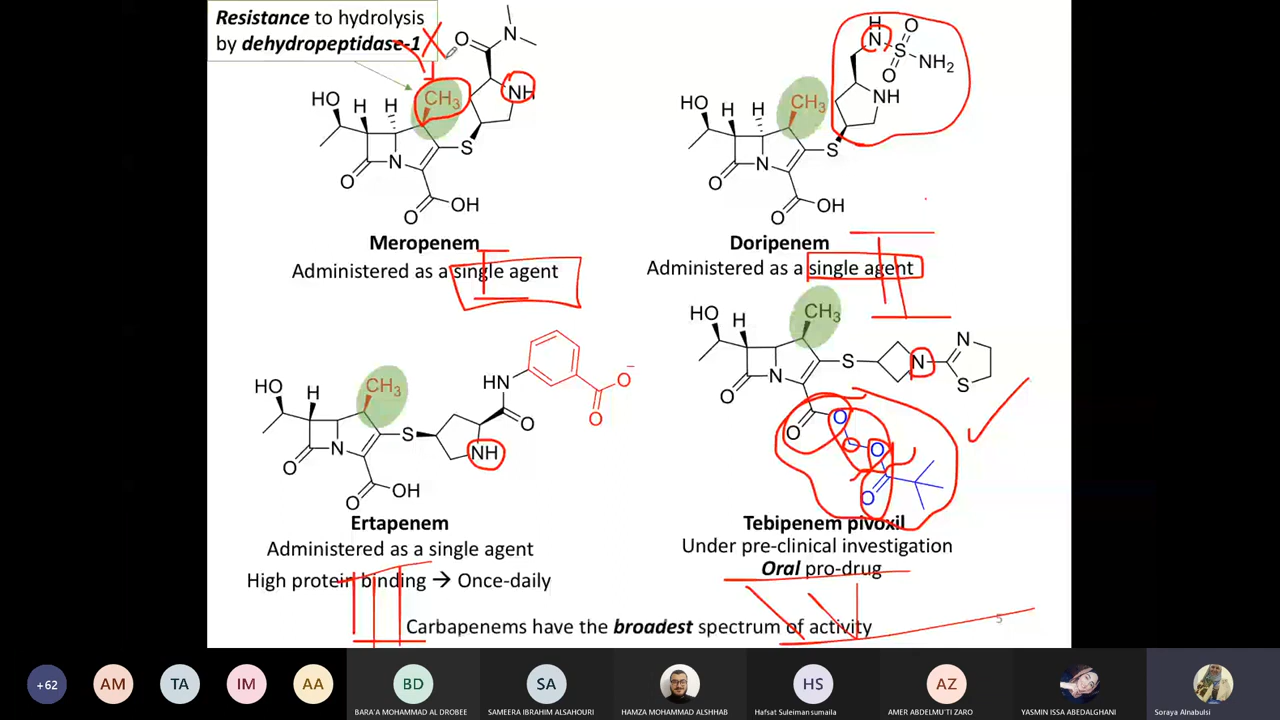 Resistance to hydrolysis
by dehydropeptidase-1
O
N
HO
H
H
CH3
NH
S
N
O
O
OH
Meropenem
Administered as a single agent
H
N
O
S
NH2
O
HO
H
H
CH3
NH
S
N
O
O
OH
Doripenem
Administered as a single agent
HO
H
CH3
HN
O
O
O
S
NH
N
O
O
OH
Ertapenem
Administered as a single agent
High protein binding → Once-daily
HO
H
CH3
N
S
N
S
N
O
O
O
O
O
Tebipenem pivoxil
Under pre-clinical investigation
Oral pro-drug
Carbapenems have the broadest spectrum of activity
5
+62
AM
TA
IM
AA
BD
BARA'A MOHAMMAD AL DROBEE
SA
SAMEERA IBRAHIM ALSAHOURI
HAMZA MOHAMMAD ALSHHAB
HS
Hafsat Suleimansumaila
AZ
AMER ABDELMU'TI ZARO
YASMIN ISSA ABEDALGHANI
Soraya Alnabulsi